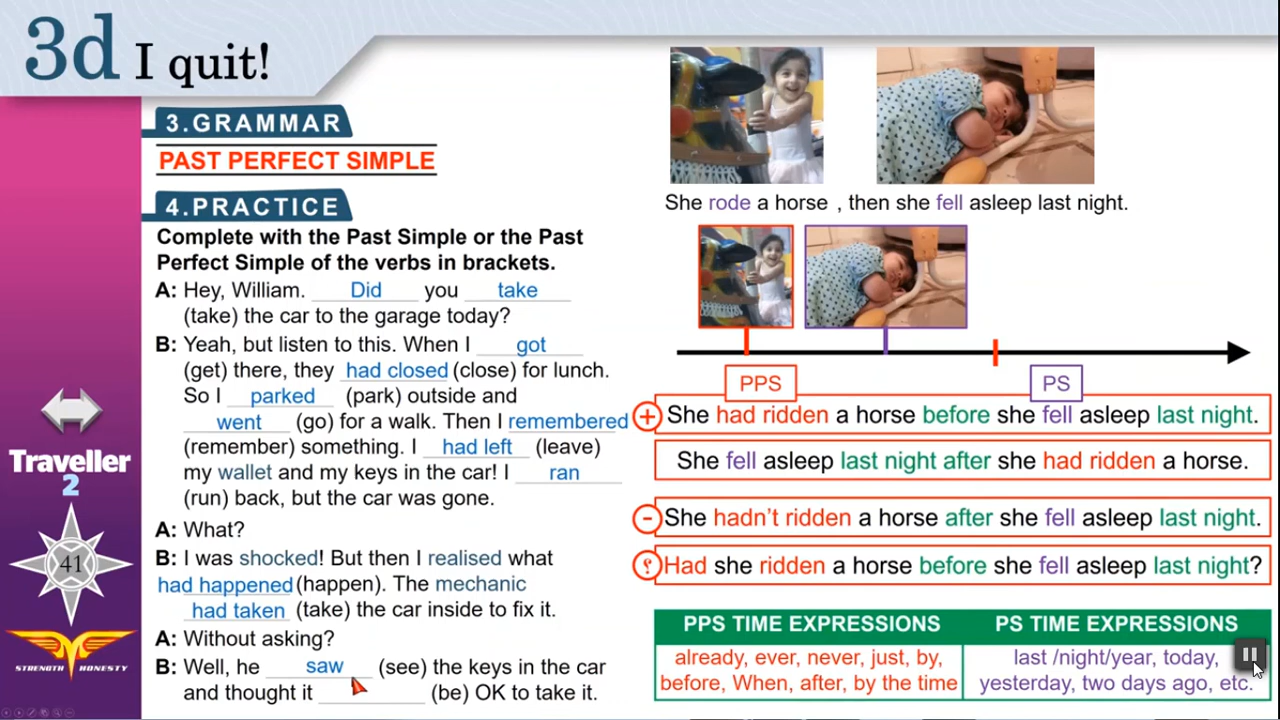 3d I quit!
3.GRAMMAR
PAST PERFECT SIMPLE
4.PRACTICE
Complete with the Past Simple or the Past
Perfect Simple of the verbs in brackets.
A: Hey, William. Did you take
(take) the car to the garage today?
B: Yeah, but listen to this. When I got
(get) there, they had closed (close) for lunch.
So I parked (park) outside and
went (go) for a walk. Then I remembered
(remember) something. I had left (leave)
my wallet and my keys in the car! I ran
(run) back, but the car was gone.
A: What?
B: I was shocked! But then I realised what
had happened (happen). The mechanic
had taken (take) the car inside to fix it.
A: Without asking?
B: Well, he saw (see) the keys in the car
and thought it (be) OK to take it.
Traveller
2
41
STRENGTH HONESTY
She rode a horse , then she fell asleep last night.
PPS
PS
+ She had ridden a horse before she fell asleep last night.
She fell asleep last night after she had ridden a horse.
- She hadn't ridden a horse after she fell asleep last night.
؟ Had she ridden a horse before she fell asleep last night?
PPS TIME EXPRESSIONS
already, ever, never, just, by,
before, When, after, by the time
PS TIME EXPRESSIONS
last /night/year, today,
yesterday, two days ago, etc.